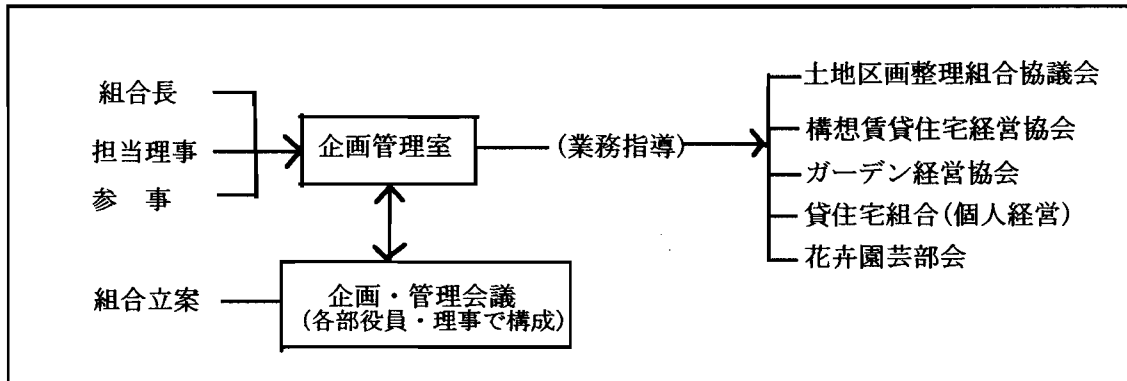 組合長
担当理事
参　事
企画管理室
(業務指導)
土地区画整理組合協議会
構想賃貸住宅経営協会
ガーデン経営協会
貸住宅組合(個人経営)
花卉園芸部会
組合立案
企画・管理会議
(各部役員・理事で構成)